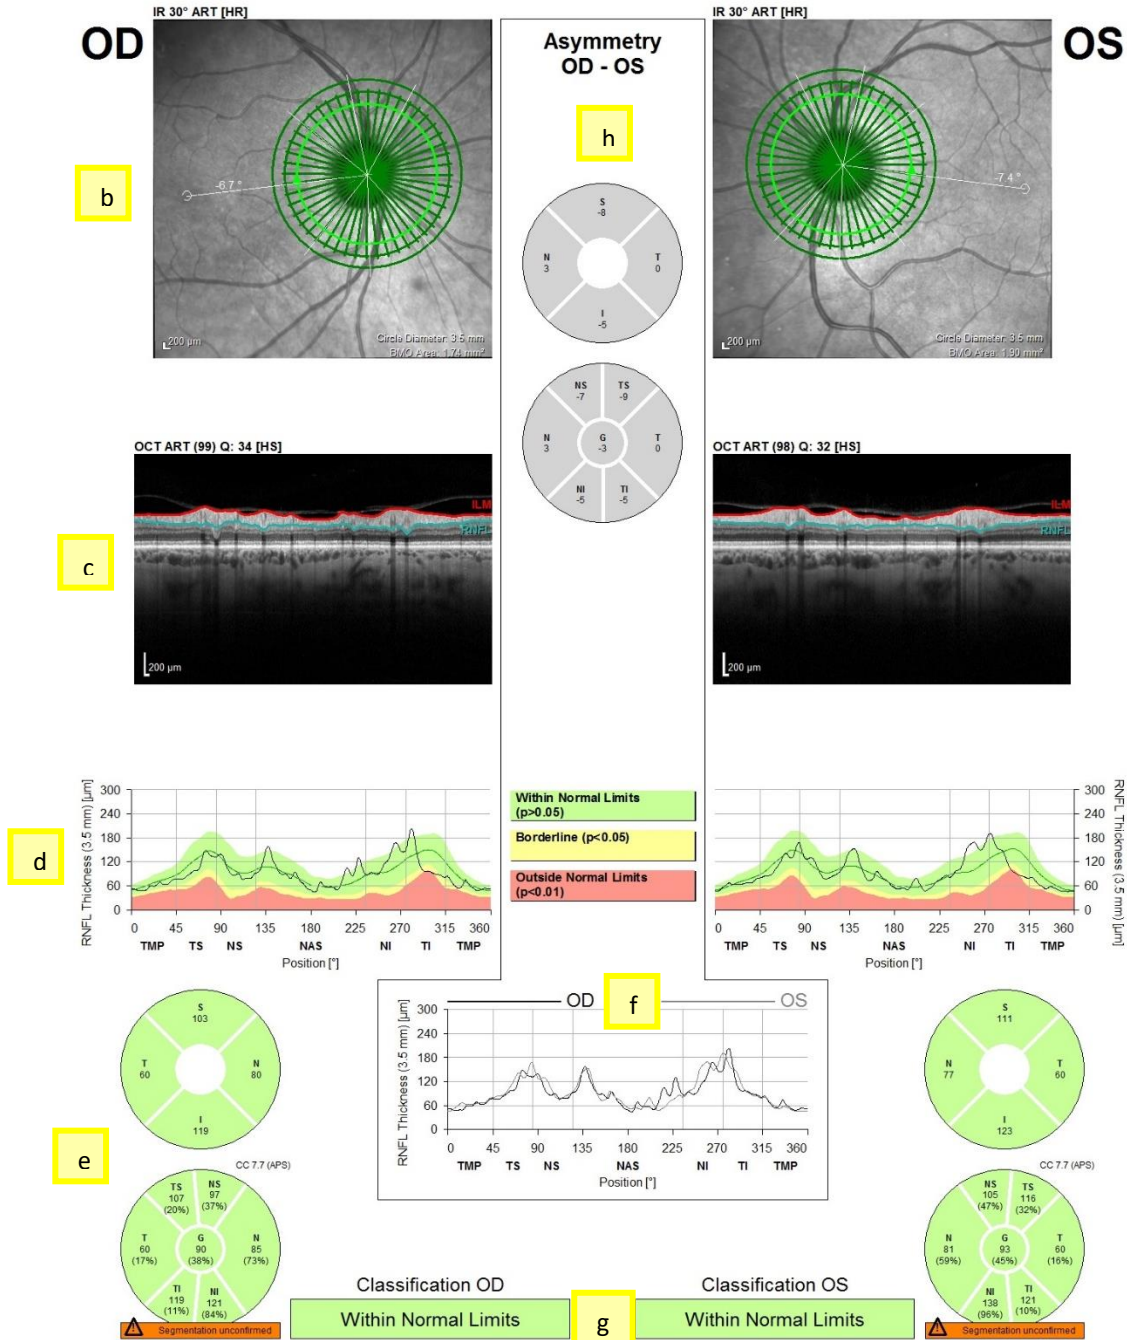 IR 30° ART [HR]
IR 30° ART [HR]
OD
Asymmetry
OD - OS
OS
h
b
-6.7 °
-7.4 °
S
-8
N
3
T
0
I
-5
200 µm
Circle Diameter: 3.5 mm
BMO Area: 1.74 mm²
200 µm
Circle Diameter: 3.5 mm
BMO Area: 1.90 mm²
NS
-7
TS
-9
N
3
G
-3
T
0
NI
-5
TI
-5
OCT ART (99) Q: 34 [HS]
OCT ART (98) Q: 32 [HS]
ILM
RNFL
ILM
RNFL
c
200 µm
200 µm
d
RNFL Thickness (3.5 mm) [µm]
300
240
180
120
60
0
0 45 90 135 180 225 270 315 360
TMP TS NS NAS NI TI TMP
Position [°]
Within Normal Limits
(p>0.05)
Borderline (p<0.05)
Outside Normal Limits
(p<0.01)
300
240
180
120
60
0
RNFL Thickness (3.5 mm) [µm]
0 45 90 135 180 225 270 315 360
TMP TS NS NAS NI TI TMP
Position [°]
OD
f
OS
RNFL Thickness (3.5 mm) [µm]
300
240
180
120
60
0
0 45 90 135 180 225 270 315 360
TMP TS NS NAS NI TI TMP
Position [°]
S
103
T
60
N
80
I
119
S
111
N
77
T
60
I
123
e
CC 7.7 (APS)
TS
107
(20%)
NS
97
(37%)
T
60
(17%)
G
90
(38%)
N
85
(73%)
TI
119
(11%)
NI
121
(84%)
Segmentation unconfirmed
CC 7.7 (APS)
NS
105
(47%)
TS
116
(32%)
N
81
(59%)
G
93
(45%)
T
60
(16%)
NI
138
(96%)
TI
121
(10%)
Segmentation unconfirmed
Classification OD
Within Normal Limits
g
Classification OS
Within Normal Limits